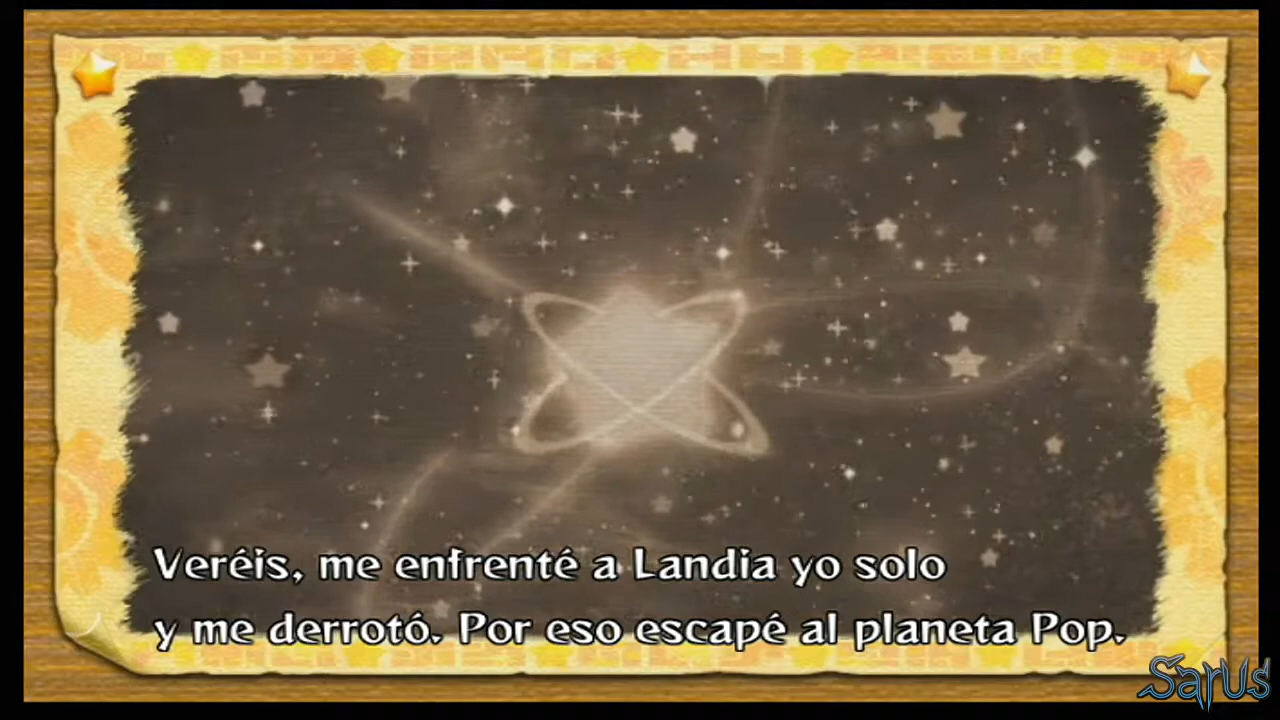 Veréis, me enfrenté a Landia yo solo
y me derrotó. Por eso escapé al planeta Pop.
Sarus